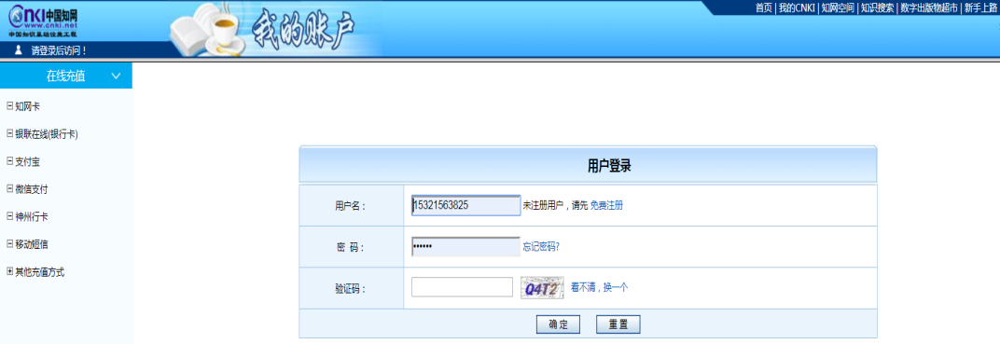 CNKI中国知网
www.cnki.net
中国知识基础设施工程
请登录后访问！
我的账户
首页 | 我的CNKI | 知网空间 | 知识搜索 | 数字出版物超市 | 新手上路
在线充值
知网卡
银联在线(银行卡)
支付宝
微信支付
神州行卡
移动短信
其他充值方式
用户登录
用户名： 15321563825 未注册用户，请先 免费注册
密 码： •••••• 忘记密码?
验证码： Q4T2 看不清，换一个
确定 重置